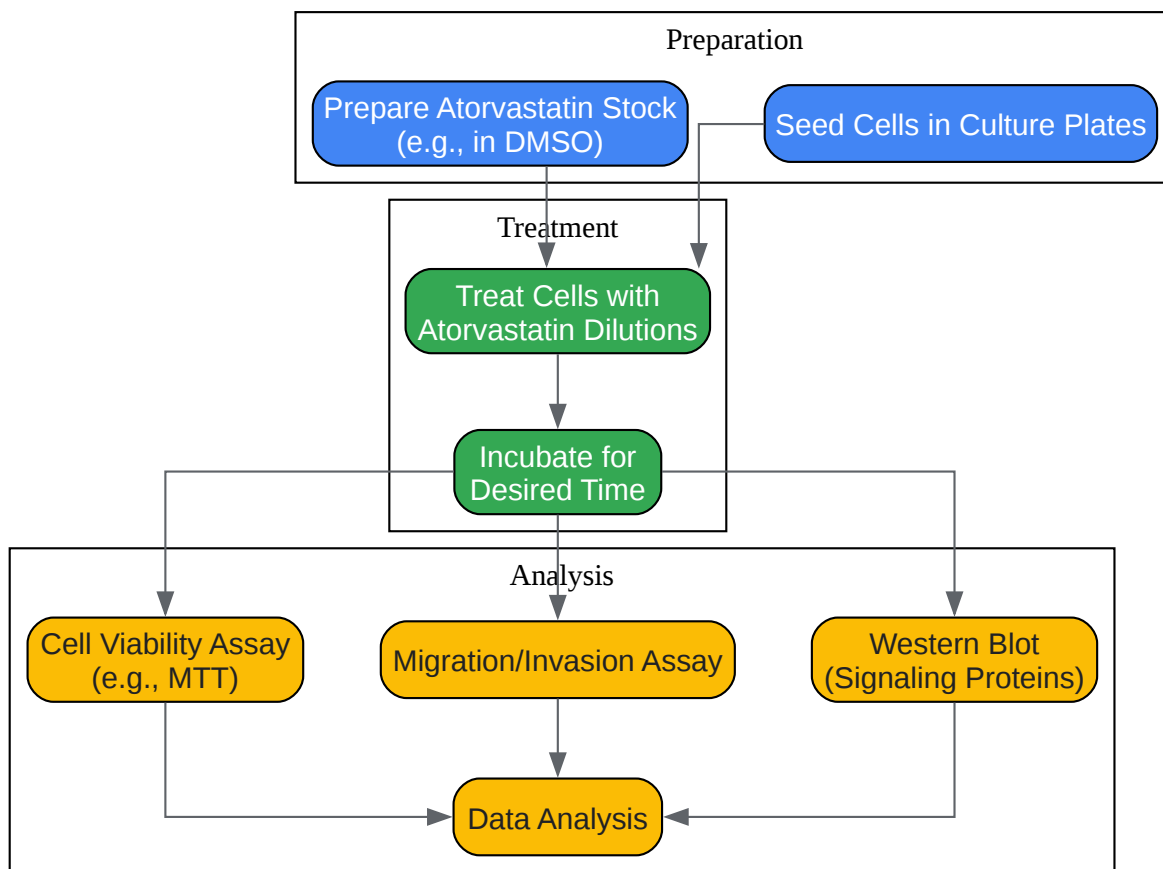 Preparation
Prepare Atorvastatin Stock
(e.g., in DMSO)
Seed Cells in Culture Plates
Treatment
Treat Cells with
Atorvastatin Dilutions
Incubate for
Desired Time
Analysis
Cell Viability Assay
(e.g., MTT)
Migration/Invasion Assay
Western Blot
(Signaling Proteins)
Data Analysis